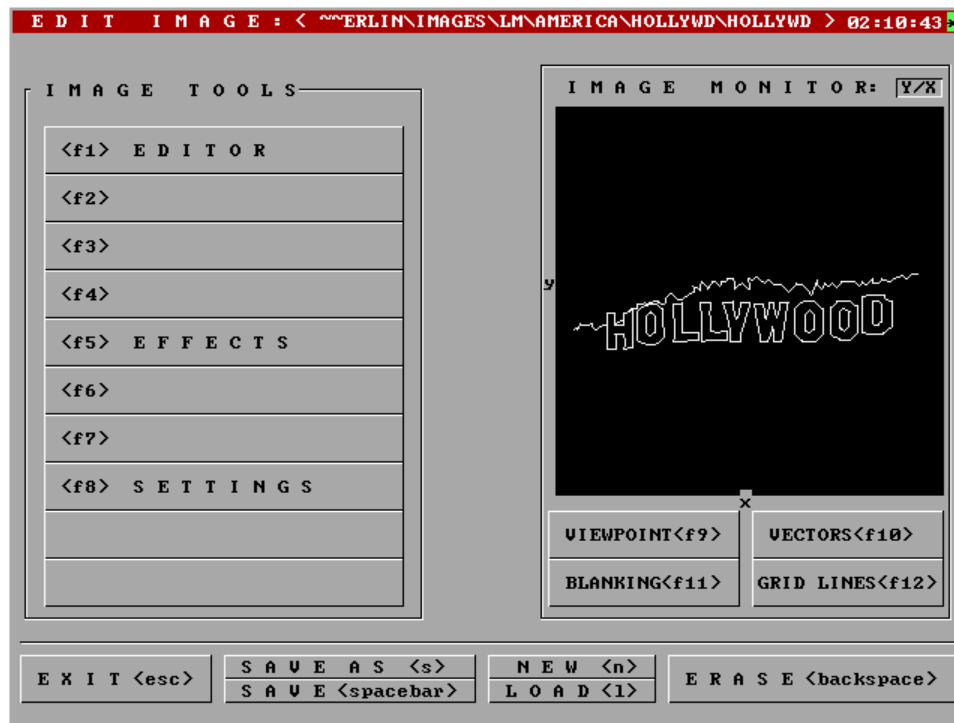 E D I T   I M A G E : < ~~ERLIN\IMAGES\LM\AMERICA\HOLLYWD\HOLLYWD > 02:10:43
I M A G E   T O O L S
<f1> E D I T O R
<f2>
<f3>
<f4>
<f5> E F F E C T S
<f6>
<f7>
<f8> S E T T I N G S
I M A G E   M O N I T O R : Y/X
y
HOLLYWOOD
x
VIEWPOINT<f9>
VECTORS<f10>
BLANKING<f11>
GRID LINES<f12>
E X I T <esc>
S A V E   A S <s>
S A V E <spacebar>
N E W <n>
L O A D <l>
E R A S E <backspace>